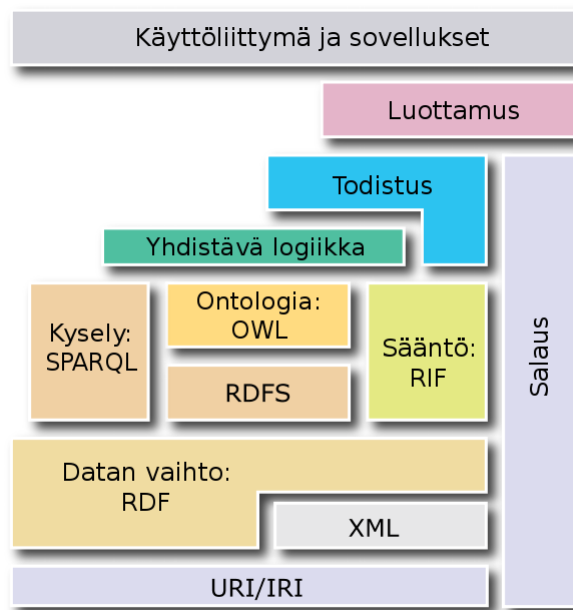 Käyttöliittymä ja sovellukset
Luottamus
Todistus
Yhdistävä logiikka
Kysely:
SPARQL
Ontologia:
OWL
RDFS
Sääntö:
RIF
Salaus
Datan vaihto:
RDF
XML
URI/IRI